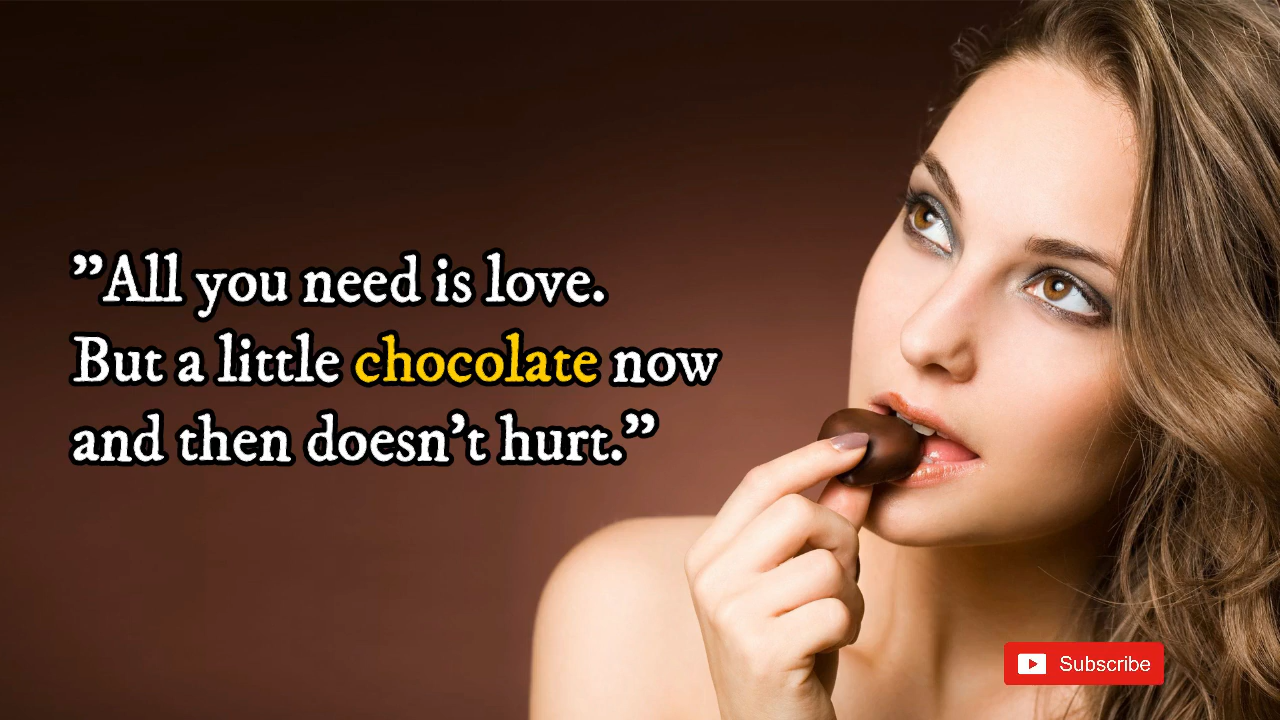 ”All you need is love.
But a little chocolate now
and then doesn’t hurt.”
Subscribe